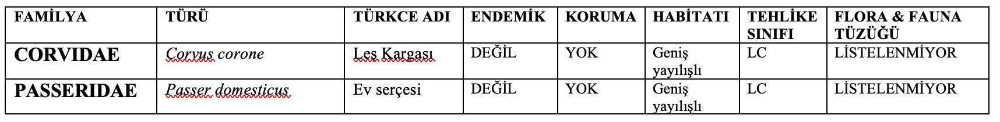 FAMİLYA TÜRÜ TÜRKCE ADI ENDEMİK KORUMA HABİTATI TEHLİKE SINIFI FLORA & FAUNA TÜZÜĞÜ
CORVIDAE Corvus corone Leş Kargası DEĞİL YOK Geniş yayılışlı LC LİSTELENMİYOR
PASSERIDAE Passer domesticus Ev serçesi DEĞİL YOK Geniş yayılışlı LC LİSTELENMİYOR